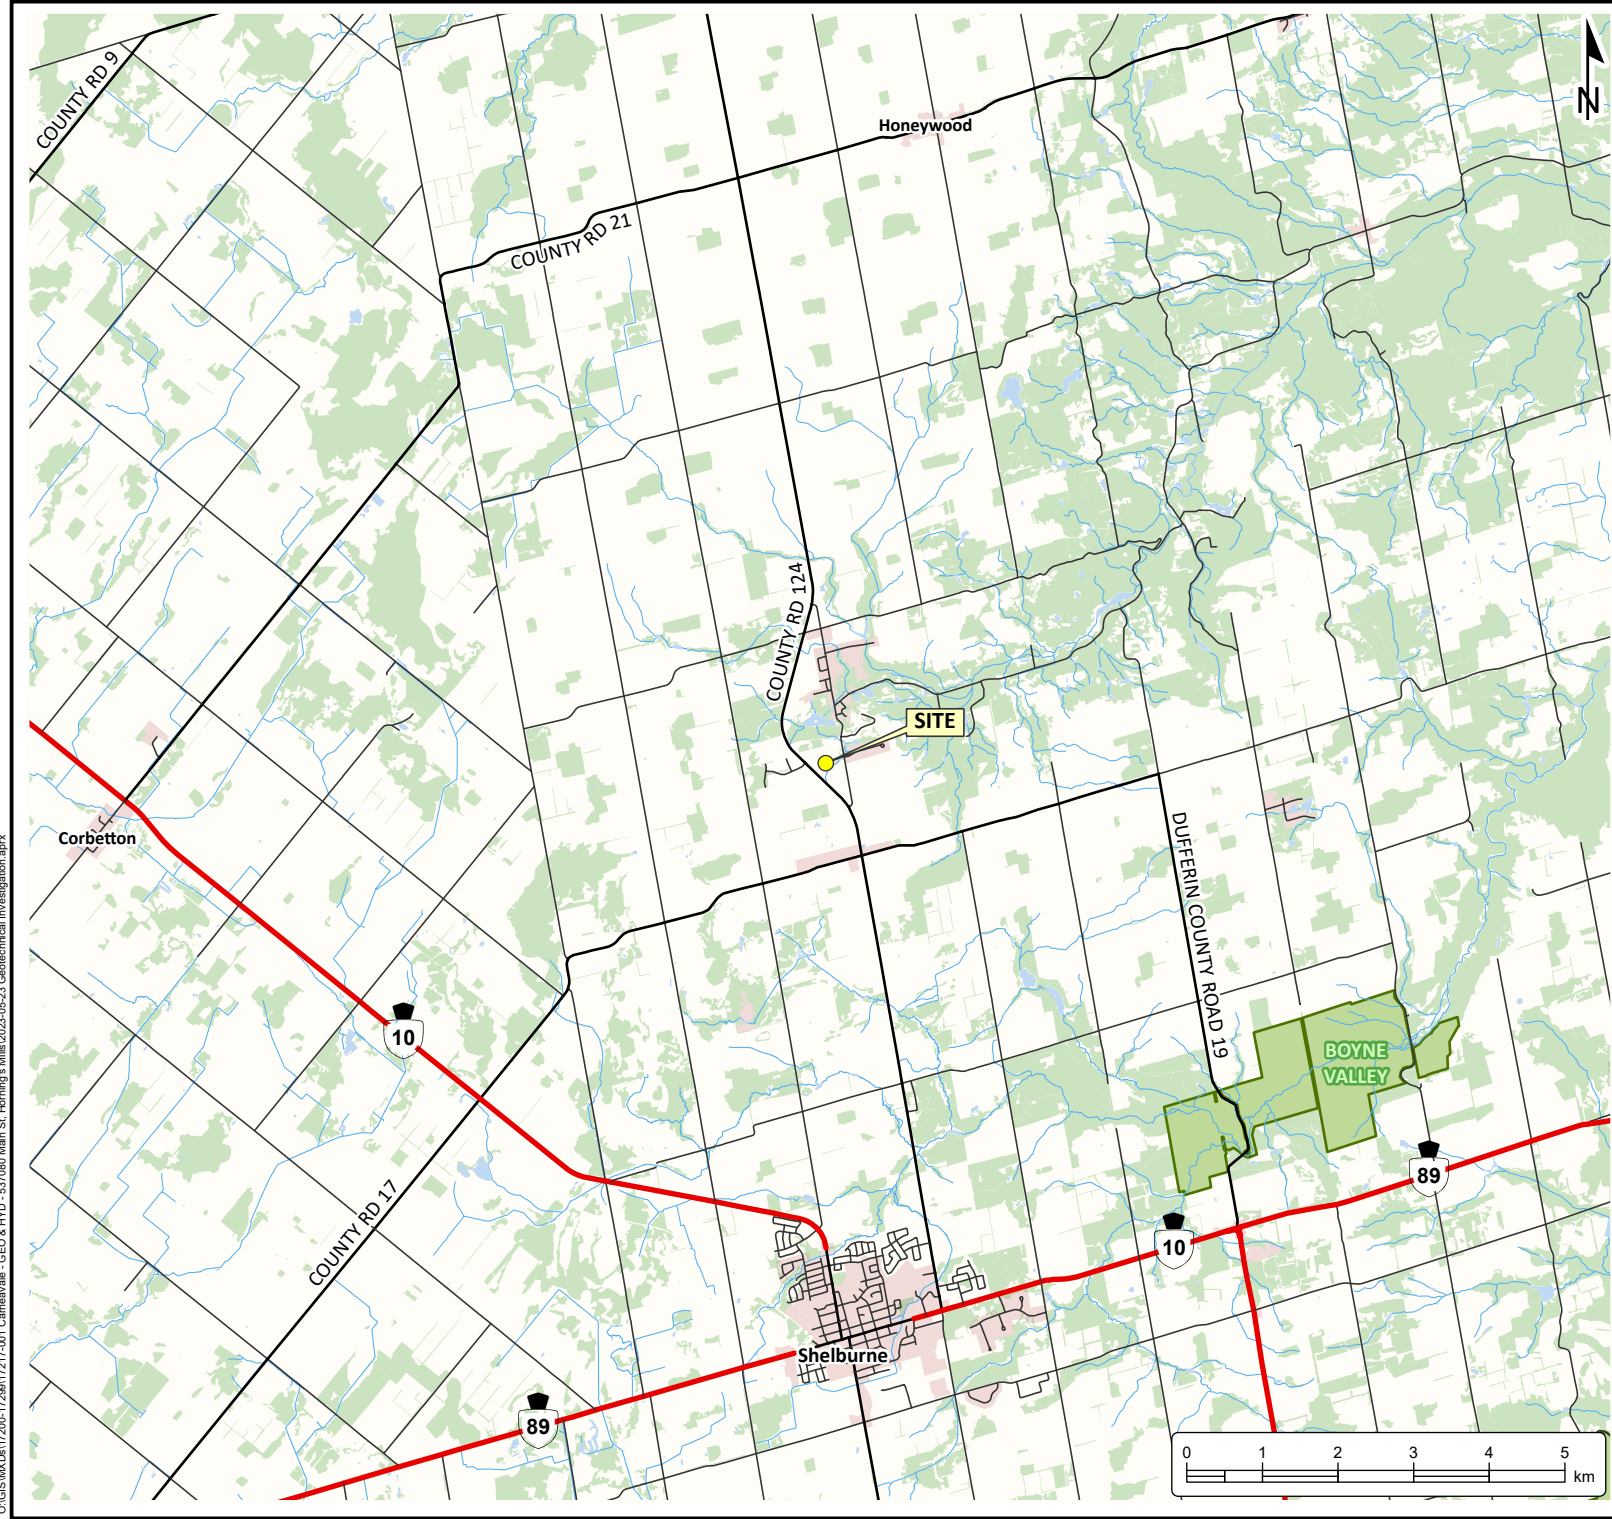 COUNTY RD 9
N
Honeywood
COUNTY RD 21
COUNTY RD 124
SITE
Corbetton
DUFFERIN COUNTY ROAD 19
10
BOYNE
VALLEY
89
COUNTY RD 17
10
Shelburne
89
0 1 2 3 4 5
km